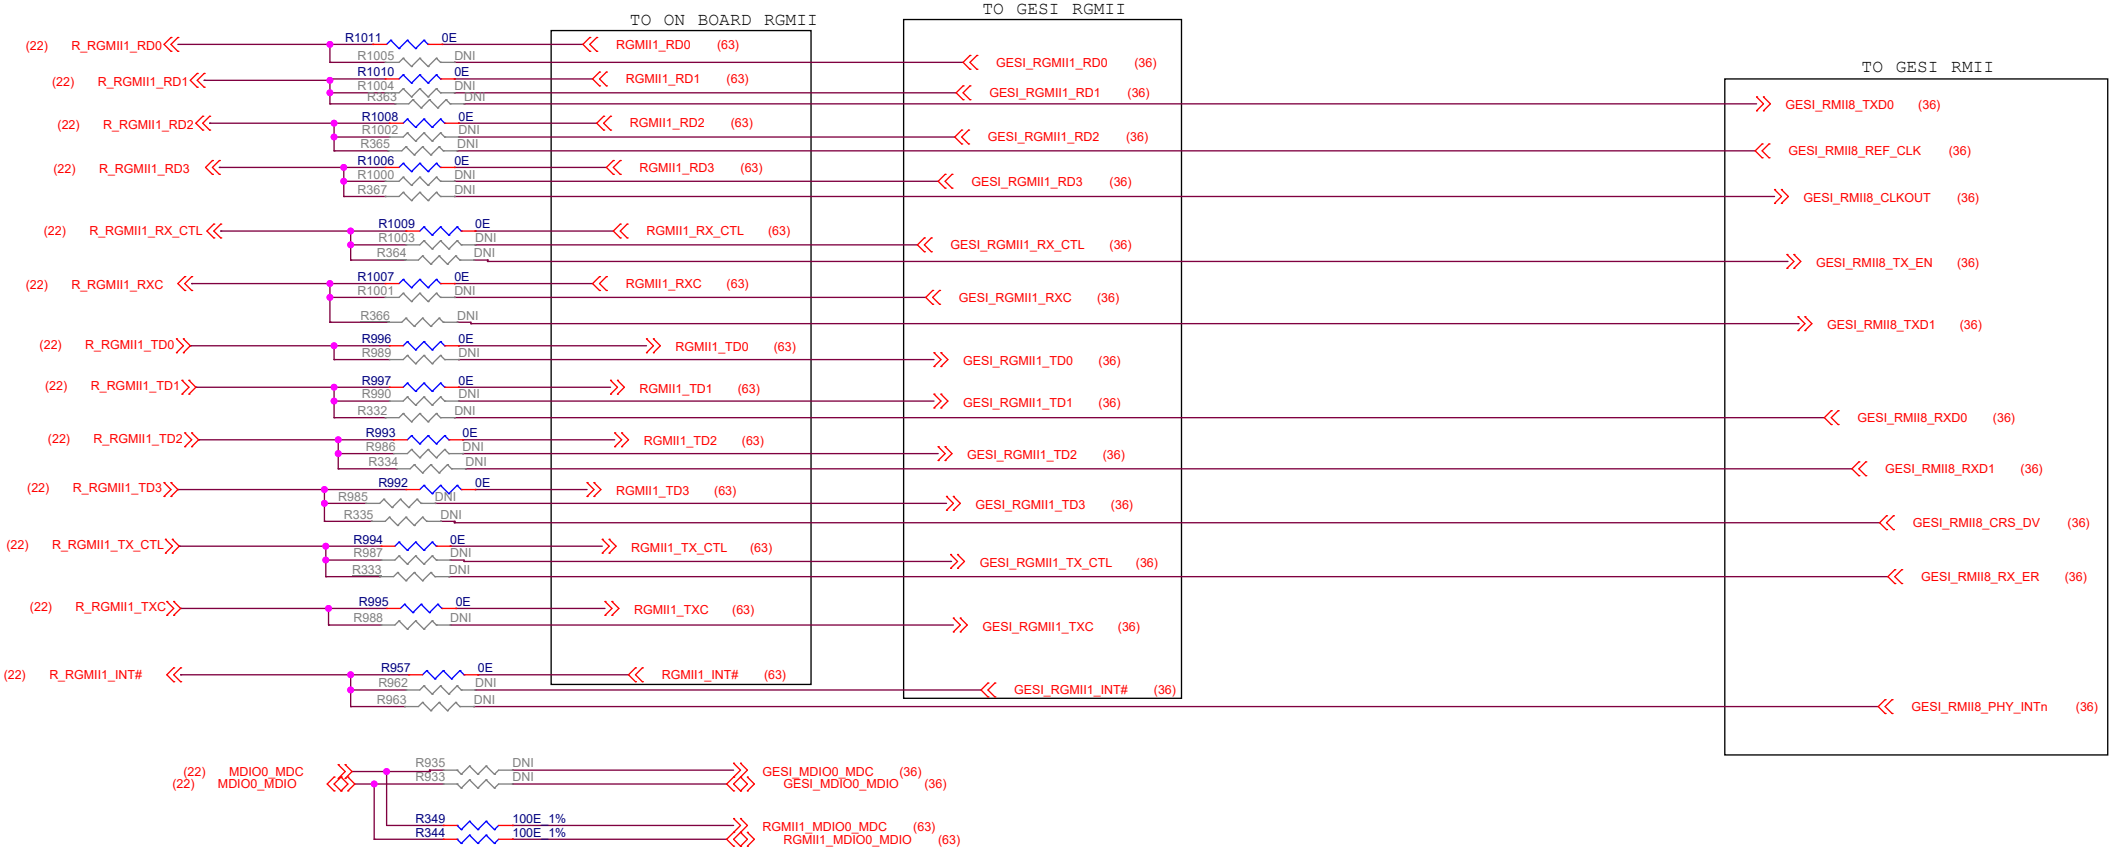 TO ON BOARD RGMII
TO GESI RGMII
TO GESI RMII
(22) R_RGMII1_RD0 R1011 0E RGMII1_RD0 (63)
R1005 DNI GESI_RGMII1_RD0 (36)
(22) R_RGMII1_RD1 R1010 0E RGMII1_RD1 (63)
R1004 DNI GESI_RGMII1_RD1 (36)
R363 DNI GESI_RMII8_TXD0 (36)
(22) R_RGMII1_RD2 R1008 0E RGMII1_RD2 (63)
R1002 DNI GESI_RGMII1_RD2 (36)
R365 DNI GESI_RMII8_REF_CLK (36)
(22) R_RGMII1_RD3 R1006 0E RGMII1_RD3 (63)
R1000 DNI GESI_RGMII1_RD3 (36)
R367 DNI GESI_RMII8_CLKOUT (36)
(22) R_RGMII1_RX_CTL R1009 0E RGMII1_RX_CTL (63)
R1003 DNI GESI_RGMII1_RX_CTL (36)
R364 DNI GESI_RMII8_TX_EN (36)
(22) R_RGMII1_RXC R1007 0E RGMII1_RXC (63)
R1001 DNI GESI_RGMII1_RXC (36)
R366 DNI GESI_RMII8_TXD1 (36)
(22) R_RGMII1_TD0 R996 0E RGMII1_TD0 (63)
R989 DNI GESI_RGMII1_TD0 (36)
(22) R_RGMII1_TD1 R997 0E RGMII1_TD1 (63)
R990 DNI GESI_RGMII1_TD1 (36)
R332 DNI GESI_RMII8_RXD0 (36)
(22) R_RGMII1_TD2 R993 0E RGMII1_TD2 (63)
R986 DNI GESI_RGMII1_TD2 (36)
R334 DNI GESI_RMII8_RXD1 (36)
(22) R_RGMII1_TD3 R992 0E RGMII1_TD3 (63)
R985 DNI GESI_RGMII1_TD3 (36)
R335 DNI GESI_RMII8_CRS_DV (36)
(22) R_RGMII1_TX_CTL R994 0E RGMII1_TX_CTL (63)
R987 DNI GESI_RGMII1_TX_CTL (36)
R333 DNI GESI_RMII8_RX_ER (36)
(22) R_RGMII1_TXC R995 0E RGMII1_TXC (63)
R988 DNI GESI_RGMII1_TXC (36)
(22) R_RGMII1_INT# R957 0E RGMII1_INT# (63)
R962 DNI GESI_RGMII1_INT# (36)
R963 DNI GESI_RMII8_PHY_INTn (36)
(22) MDIO0_MDC R935 DNI GESI_MDIO0_MDC (36)
(22) MDIO0_MDIO R933 DNI GESI_MDIO0_MDIO (36)
R349 100E_1% RGMII1_MDIO0_MDC (63)
R344 100E_1% RGMII1_MDIO0_MDIO (63)